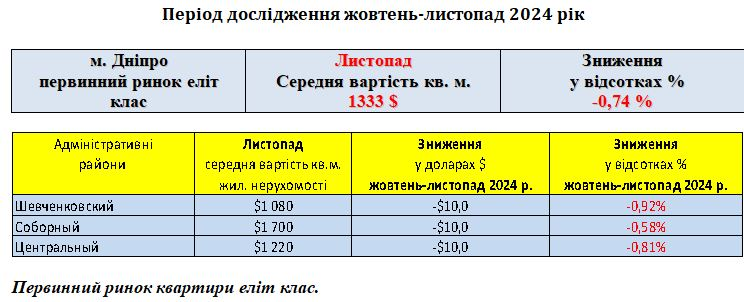 Період дослідження жовтень-листопад 2024 рік
м. Дніпро первинний ринок еліт клас
Листопад Середня вартість кв. м. 1333 $
Зниження у відсотках % -0,74 %
Адміністративні райони
Листопад середня вартість кв.м. жил. нерухомості
Зниження у доларах $ жовтень-листопад 2024 р.
Зниження у відсотках % жовтень-листопад 2024 р.
Шевченковский $1 080 -$10,0 -0,92%
Соборный $1 700 -$10,0 -0,58%
Центральный $1 220 -$10,0 -0,81%
Первинний ринок квартири еліт клас.